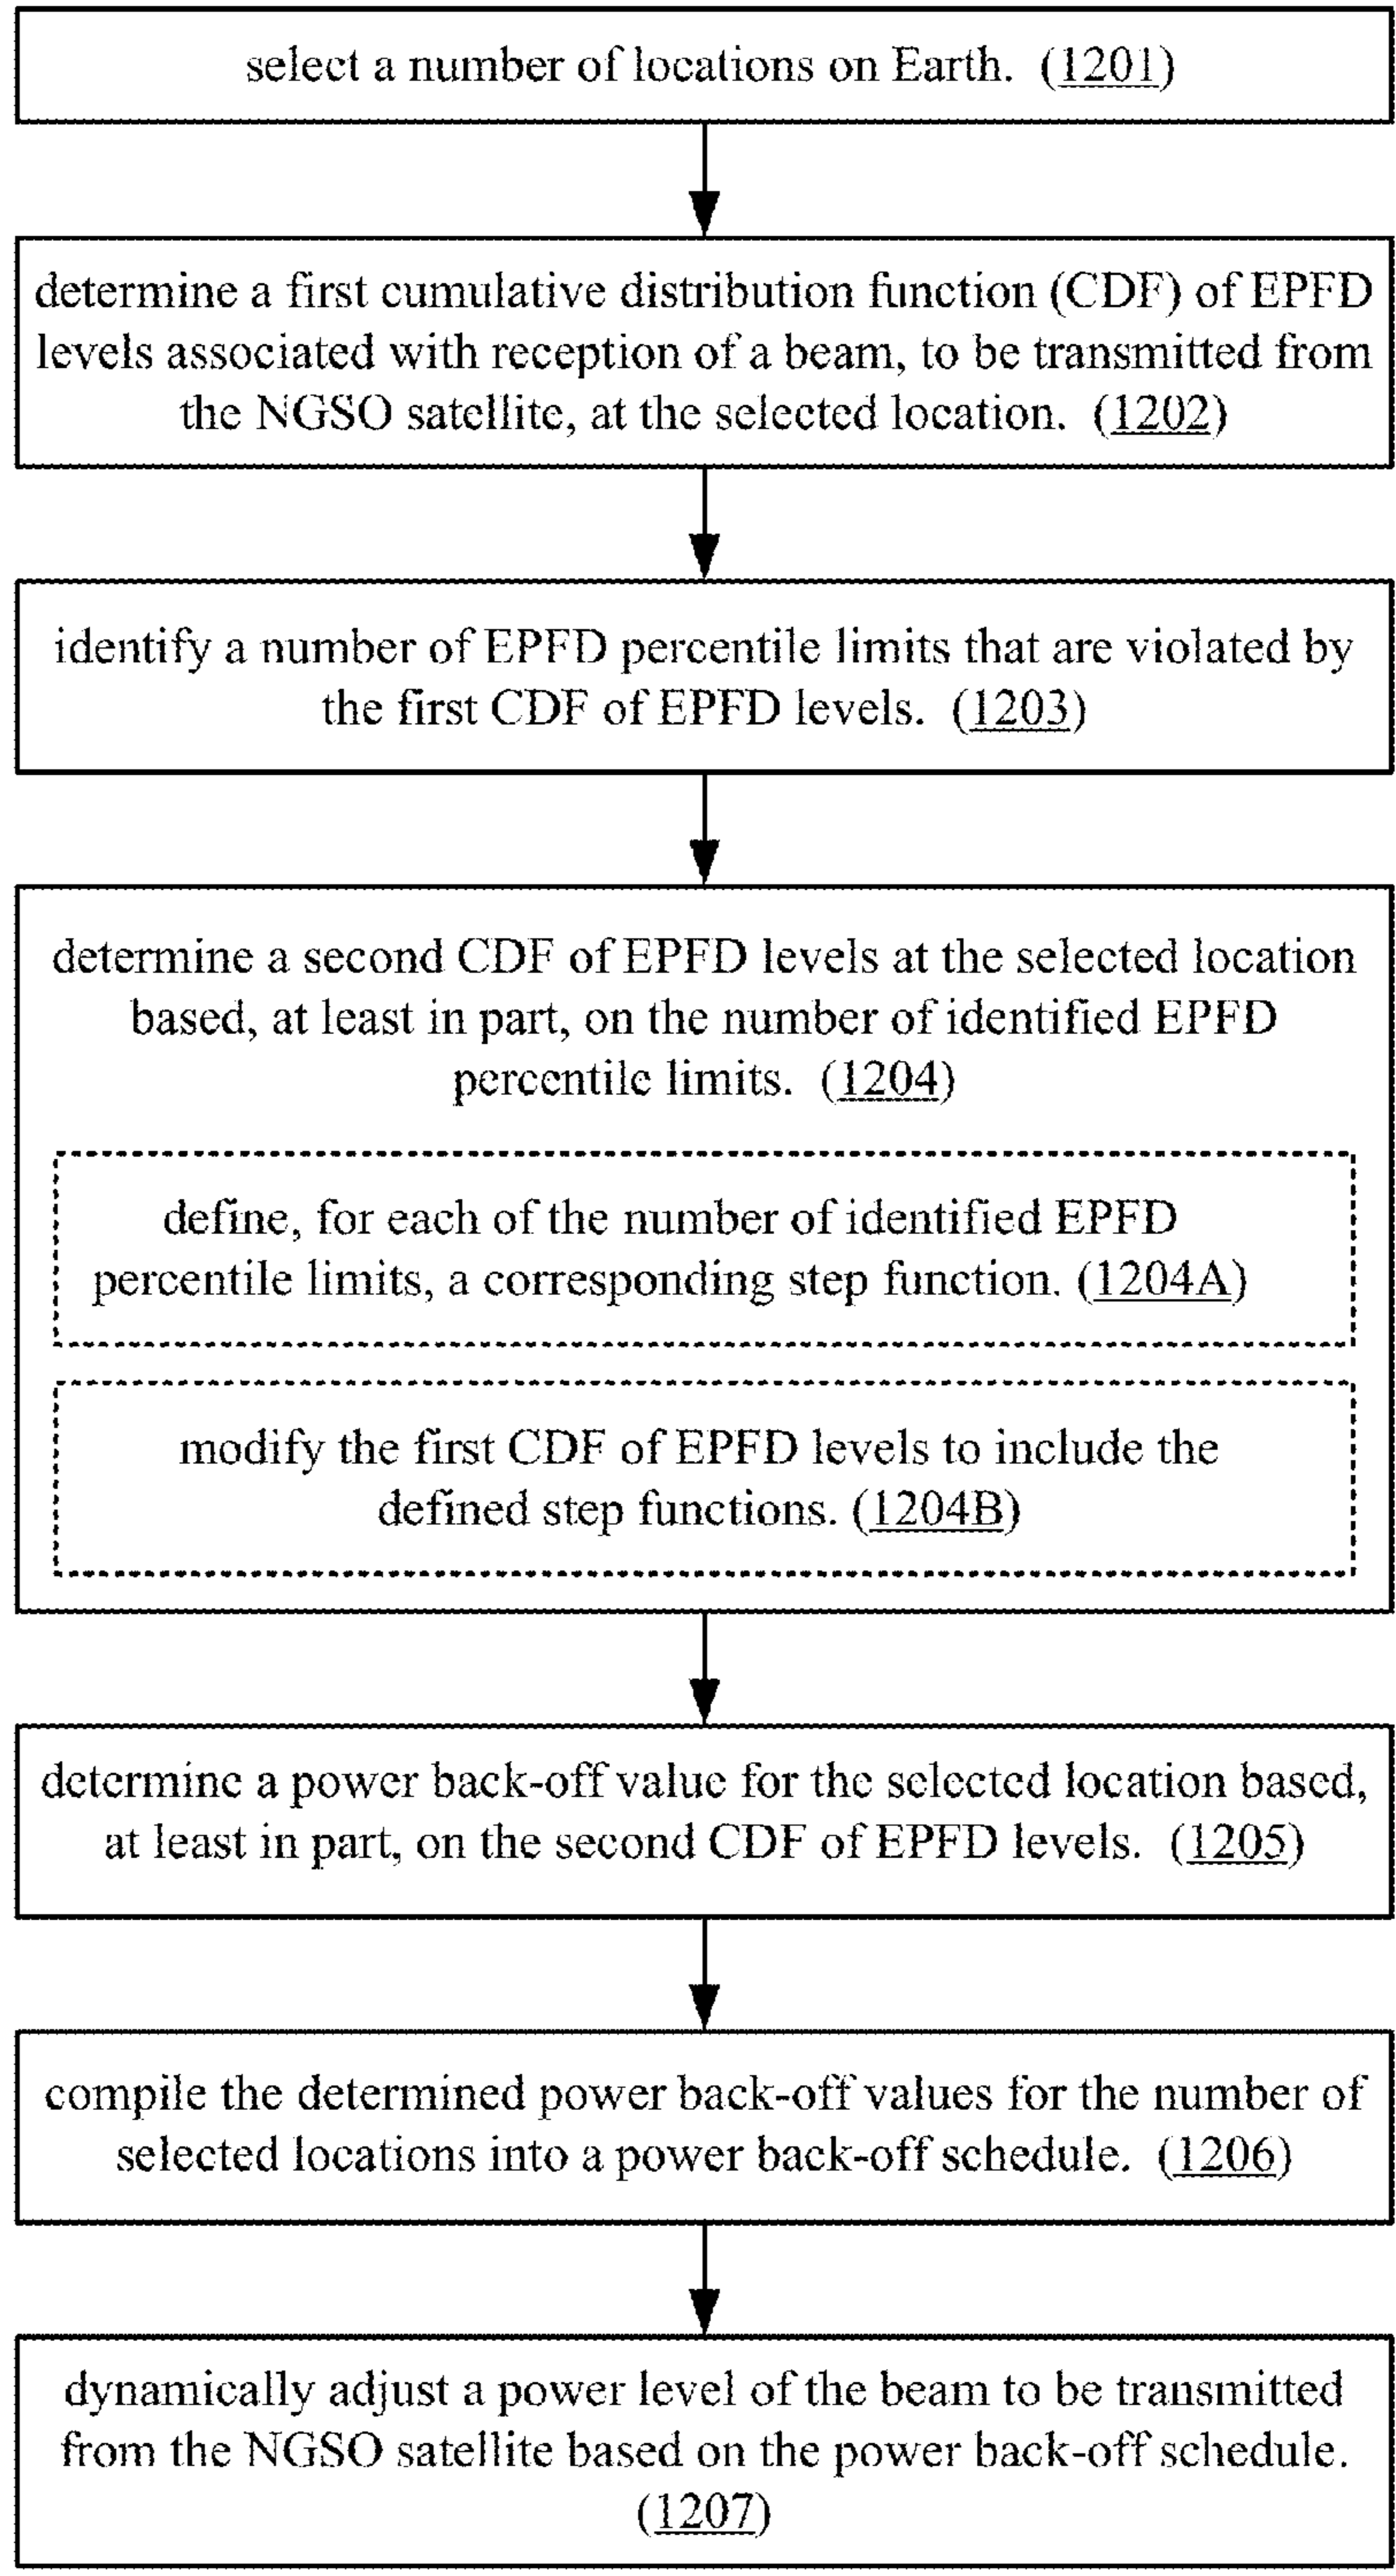 select a number of locations on Earth. (1201)
determine a first cumulative distribution function (CDF) of EPFD
levels associated with reception of a beam, to be transmitted from
the NGSO satellite, at the selected location. (1202)
identify a number of EPFD percentile limits that are violated by
the first CDF of EPFD levels. (1203)
determine a second CDF of EPFD levels at the selected location
based, at least in part, on the number of identified EPFD
percentile limits. (1204)
define, for each of the number of identified EPFD
percentile limits, a corresponding step function. (1204A)
modify the first CDF of EPFD levels to include the
defined step functions. (1204B)
determine a power back-off value for the selected location based,
at least in part, on the second CDF of EPFD levels. (1205)
compile the determined power back-off values for the number of
selected locations into a power back-off schedule. (1206)
dynamically adjust a power level of the beam to be transmitted
from the NGSO satellite based on the power back-off schedule.
(1207)